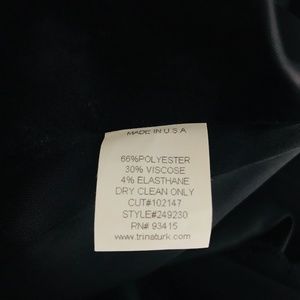 MADE IN U.S.A
66%POLYESTER
30% VISCOSE
4% ELASTHANE
DRY CLEAN ONLY
CUT#102147
STYLE#249230
RN# 93415
www.trinaturk.com